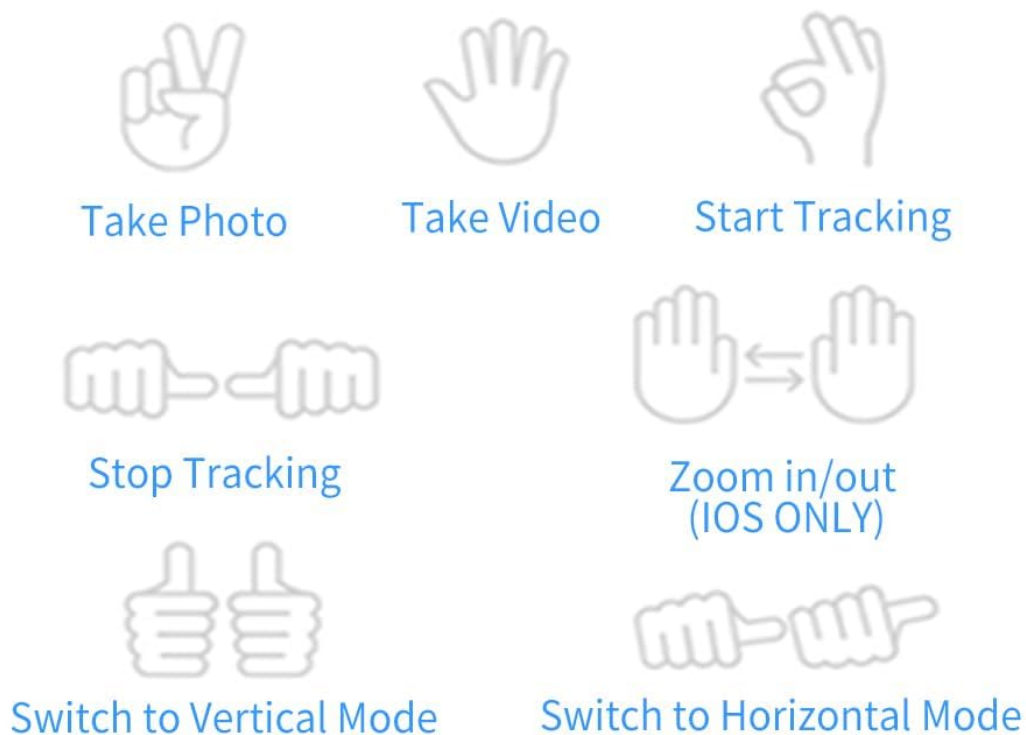 Take Photo
Take Video
Start Tracking
Stop Tracking
Zoom in/out
(IOS ONLY)
Switch to Vertical Mode
Switch to Horizontal Mode